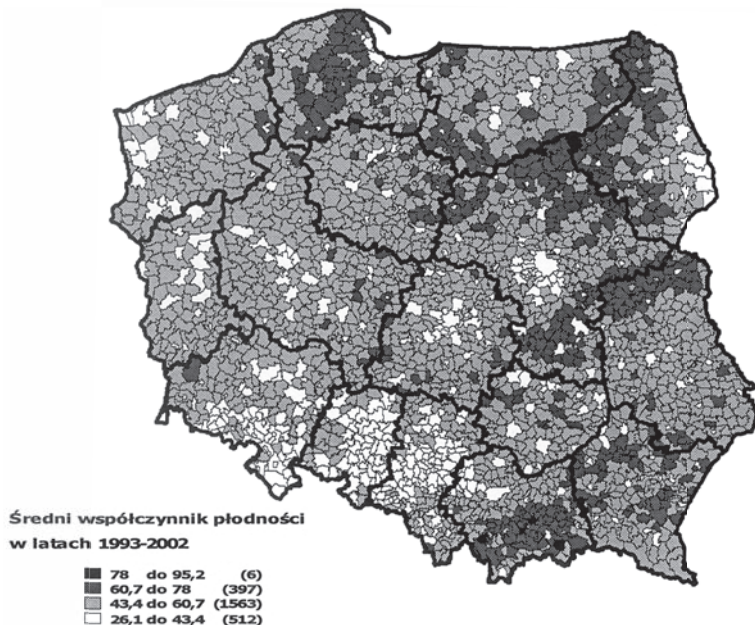 Średni współczynnik płodności
w latach 1993-2002
78 do 95,2 (6)
60,7 do 78 (397)
43,4 do 60,7 (1563)
26,1 do 43,4 (512)